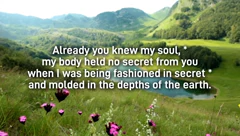 Already you knew my soul, *
my body held no secret from you
when I was being fashioned in secret *
and molded in the depths of the earth.